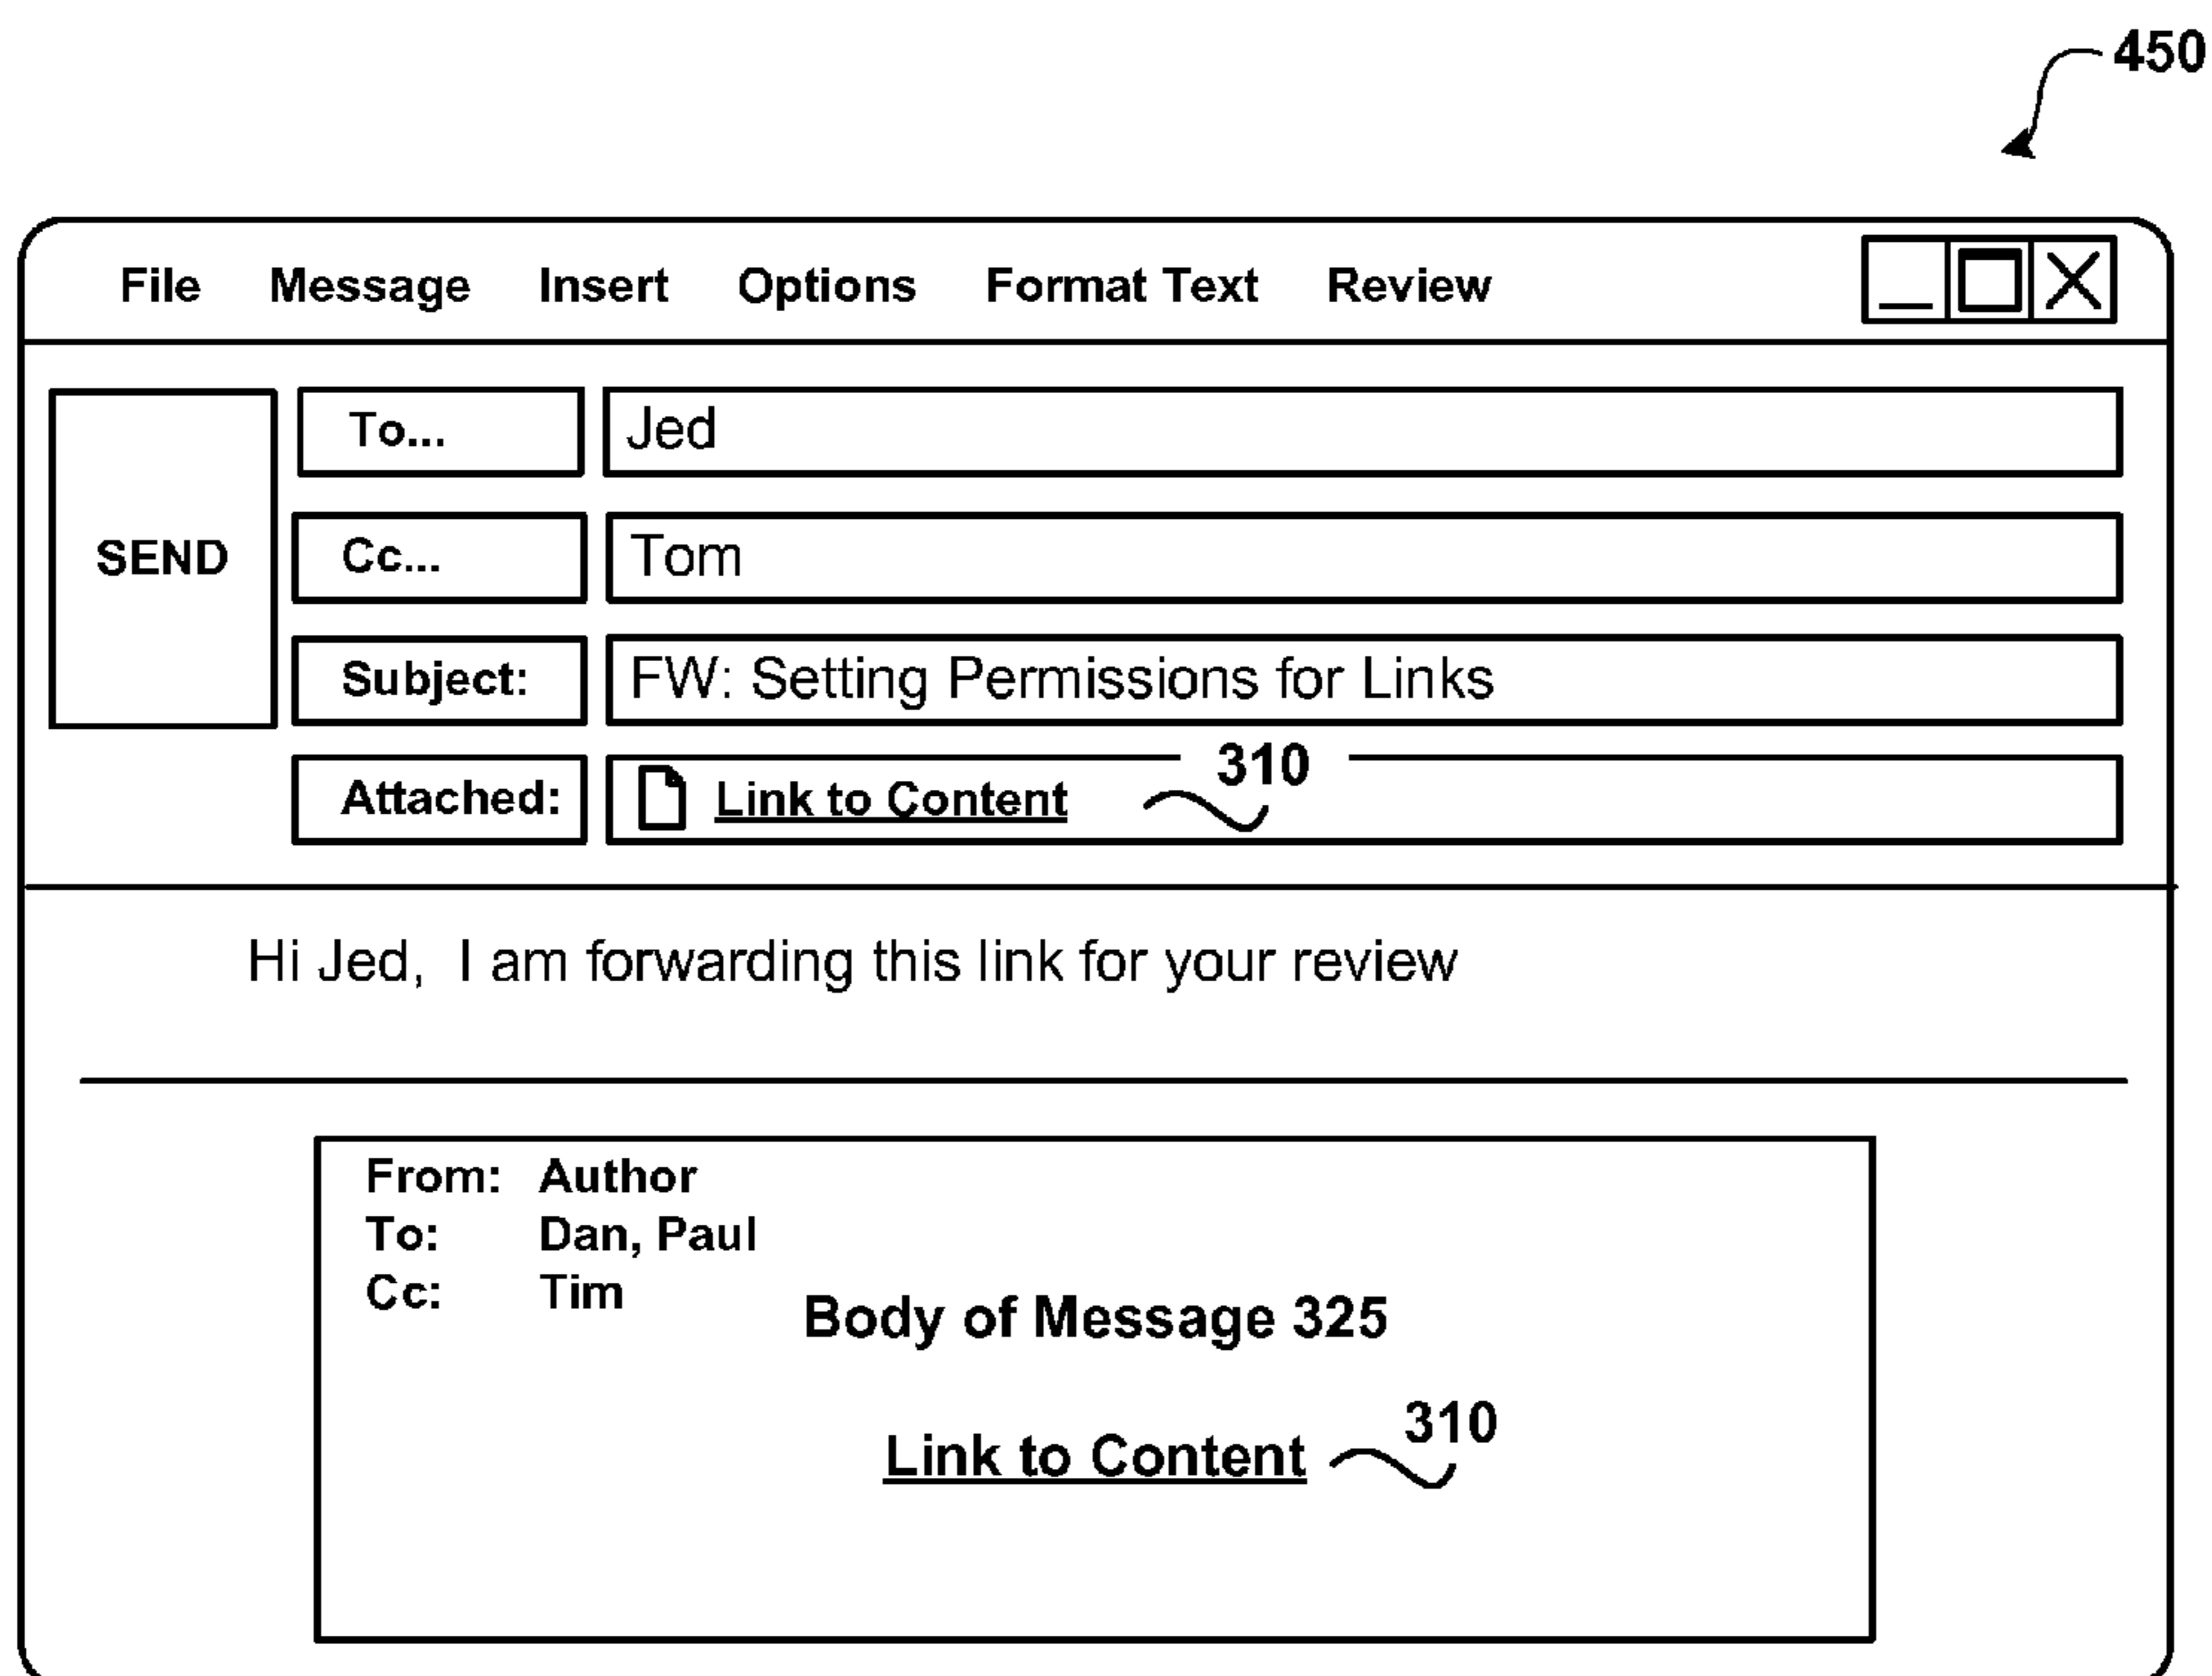 450
File Message Insert Options Format Text Review
To... Jed
SEND Cc... Tom
Subject: FW: Setting Permissions for Links
310
Attached: Link to Content
Hi Jed, I am forwarding this link for your review
From: Author
To: Dan, Paul
Cc: Tim
Body of Message 325
310
Link to Content